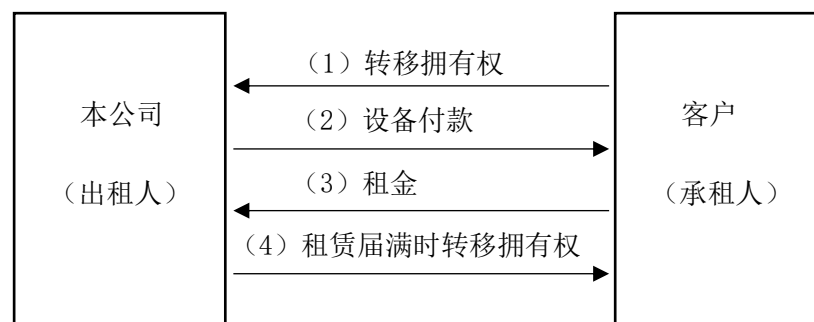 本公司
（出租人）
（1）转移拥有权
（2）设备付款
（3）租金
（4）租赁届满时转移拥有权
客户
（承租人）